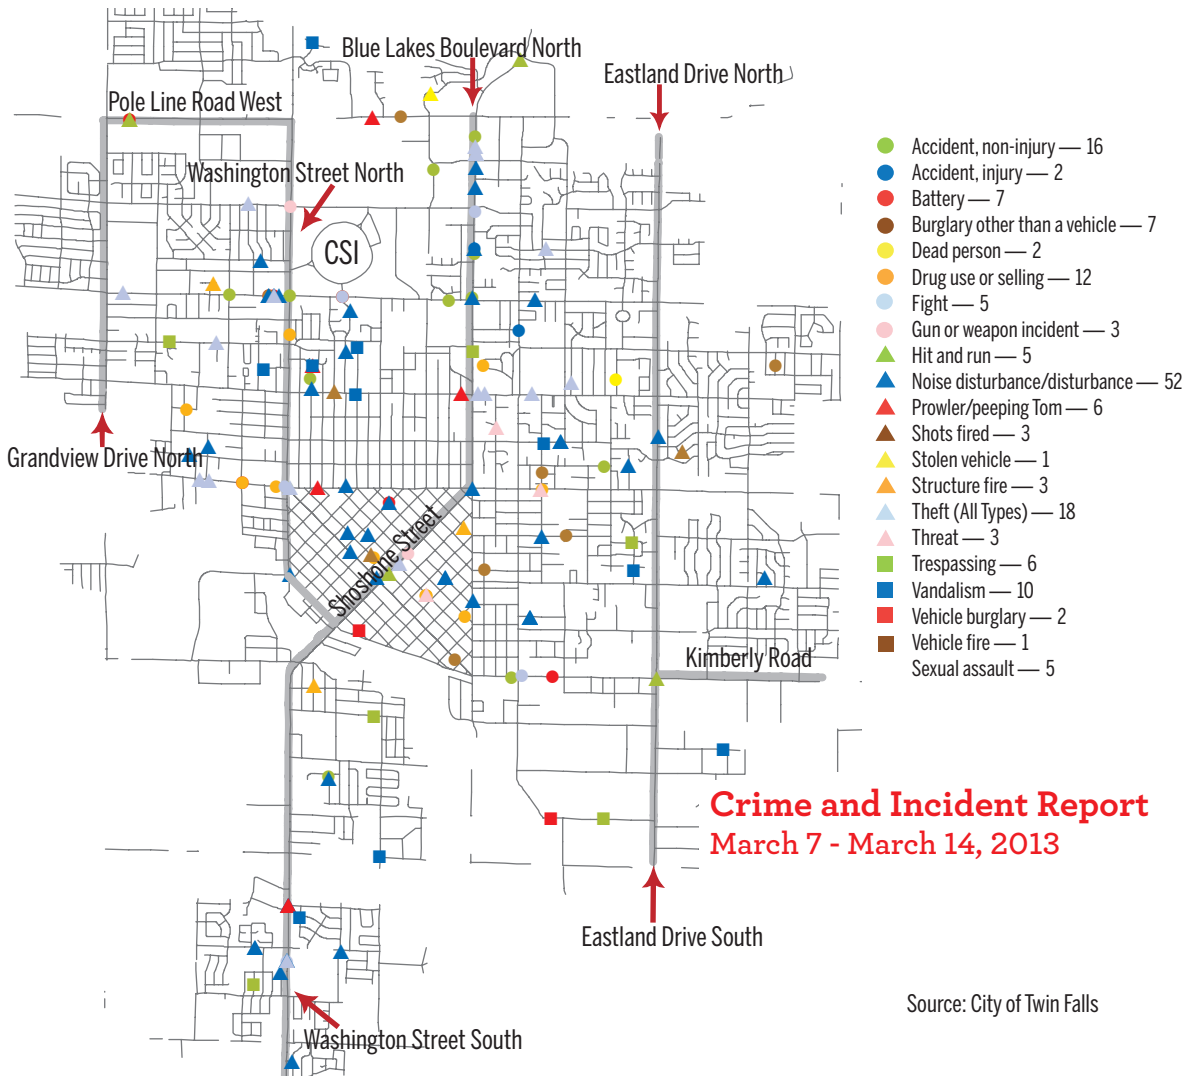 Blue Lakes Boulevard North
Eastland Drive North
Pole Line Road West
Washington Street North
CSI
Grandview Drive North
Shoshone Street
Kimberly Road
Accident, non-injury — 16
Accident, injury — 2
Battery — 7
Burglary other than a vehicle — 7
Dead person — 2
Drug use or selling — 12
Fight — 5
Gun or weapon incident — 3
Hit and run — 5
Noise disturbance/disturbance — 52
Prowler/peeping Tom — 6
Shots fired — 3
Stolen vehicle — 1
Structure fire — 3
Theft (All Types) — 18
Threat — 3
Trespassing — 6
Vandalism — 10
Vehicle burglary — 2
Vehicle fire — 1
Sexual assault — 5
Crime and Incident Report
March 7 - March 14, 2013
Eastland Drive South
Source: City of Twin Falls
Washington Street South